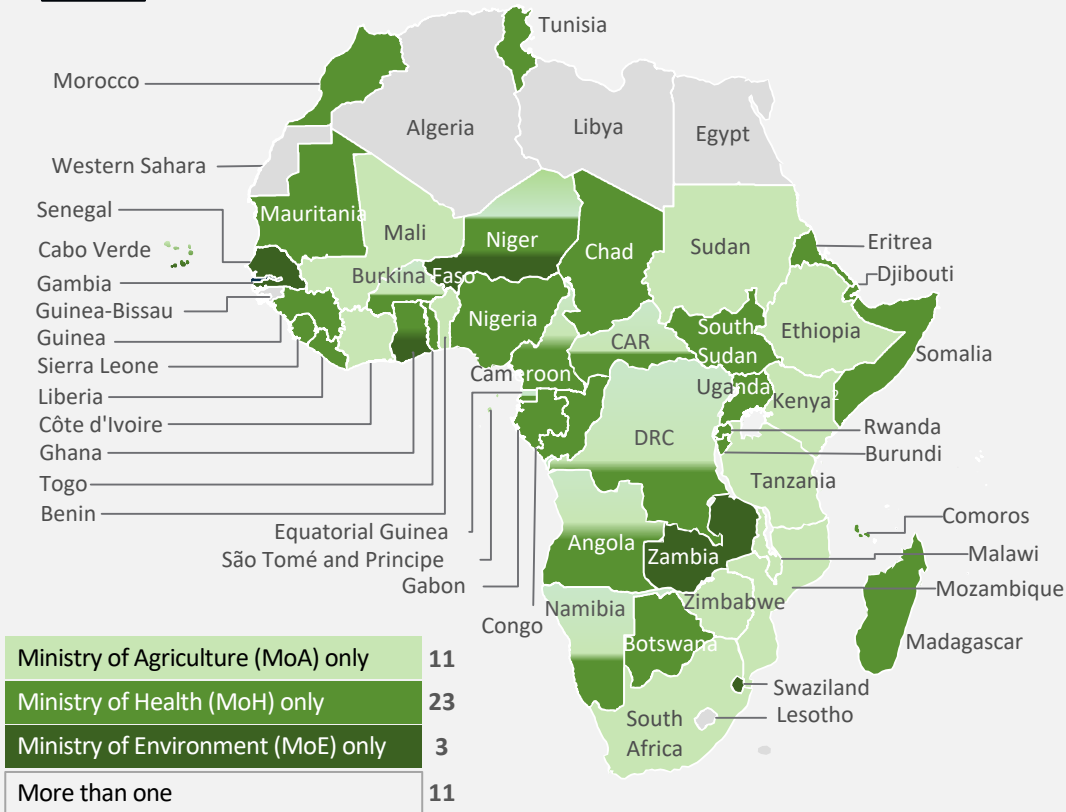 Tunisia
Morocco
Algeria
Libya
Egypt
Western Sahara
Senegal
Mauritania
Mali
Niger
Chad
Sudan
Eritrea
Cabo Verde
Djibouti
Gambia
Burkina Faso
Guinea-Bissau
Nigeria
South
Sudan
Ethiopia
Guinea
CAR
Somalia
Sierra Leone
Cameroon
Uganda
Kenya2
Liberia
Côte d'Ivoire
DRC
Rwanda
Ghana
Burundi
Togo
Tanzania
Benin
Equatorial Guinea
Comoros
São Tomé and Principe
Angola
Zambia
Malawi
Gabon
Mozambique
Namibia
Zimbabwe
Congo
Botswana
Madagascar
Swaziland
South
Africa
Lesotho
Ministry of Agriculture (MoA) only 11
Ministry of Health (MoH) only 23
Ministry of Environment (MoE) only 3
More than one 11